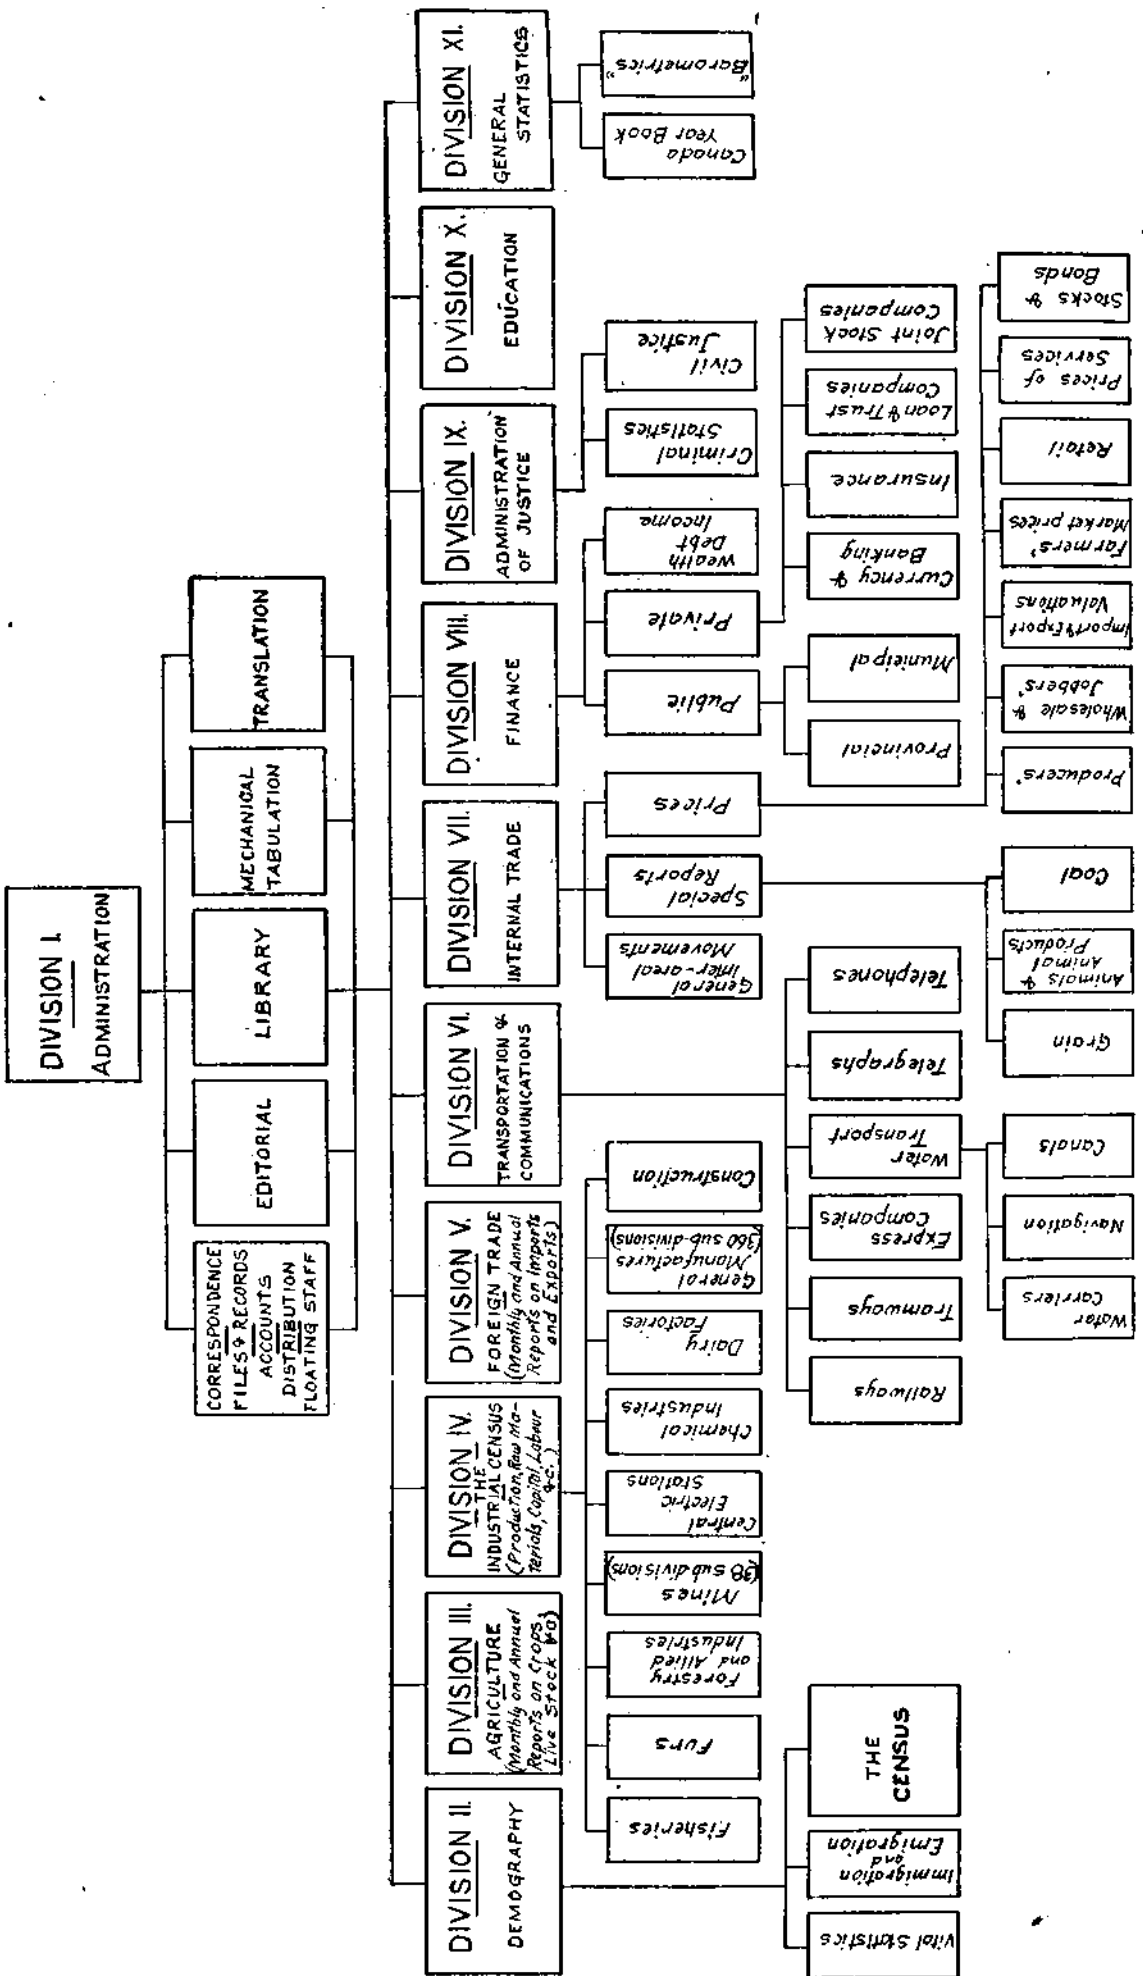 DIVISION I.
ADMINISTRATION
CORRESPONDENCE
FILES & RECORDS
ACCOUNTS
DISTRIBUTION
FLOATING STAFF
EDITORIAL
LIBRARY
MECHANICAL
TABULATION
TRANSLATION
DIVISION II.
DEMOGRAPHY
DIVISION III.
AGRICULTURE
(Monthly and Annual
Reports on Crops,
Live Stock &c)
DIVISION IV.
THE
INDUSTRIAL CENSUS
(Production, Raw Ma-
terials, Capital, Labour
&c.)
DIVISION V.
FOREIGN TRADE
(Monthly and Annual
Reports on Imports
and Exports)
DIVISION VI.
TRANSPORTATION &
COMMUNICATIONS
DIVISION VII.
INTERNAL TRADE
DIVISION VIII.
FINANCE
DIVISION IX.
ADMINISTRATION
OF JUSTICE
DIVISION X.
EDUCATION
DIVISION XI.
GENERAL
STATISTICS
Vital Statistics
Immigration
and
Emigration
THE
CENSUS
Fisheries
Furs
Forestry
and Allied
Industries
Mines
(38 sub divisions)
Central
Electric
Stations
Chemical
Industries
Dairy
Factories
General
Manufactures
(360 sub-divisions)
Construction
Railways
Tramways
Express
Companies
Water
Transport
Telegraphs
Telephones
Water
Carriers
Navigation
Canals
General
Inter-areal
Movements
Special
Reports
Prices
Grain
Animals &
Animal
Products
Coal
Producers'
Wholesale &
Jobbers'
Import & Export
Valuations
Farmers'
Market prices
Retail
Prices of
Services
Stocks &
Bonds
Public
Private
Wealth
Debt
Income
Provincial
Municipal
Currency &
Banking
Insurance
Loan & Trust
Companies
Joint Stock
Companies
Criminal
Statistics
Civil
Justice
Canada
Year Book
"Barometrics"